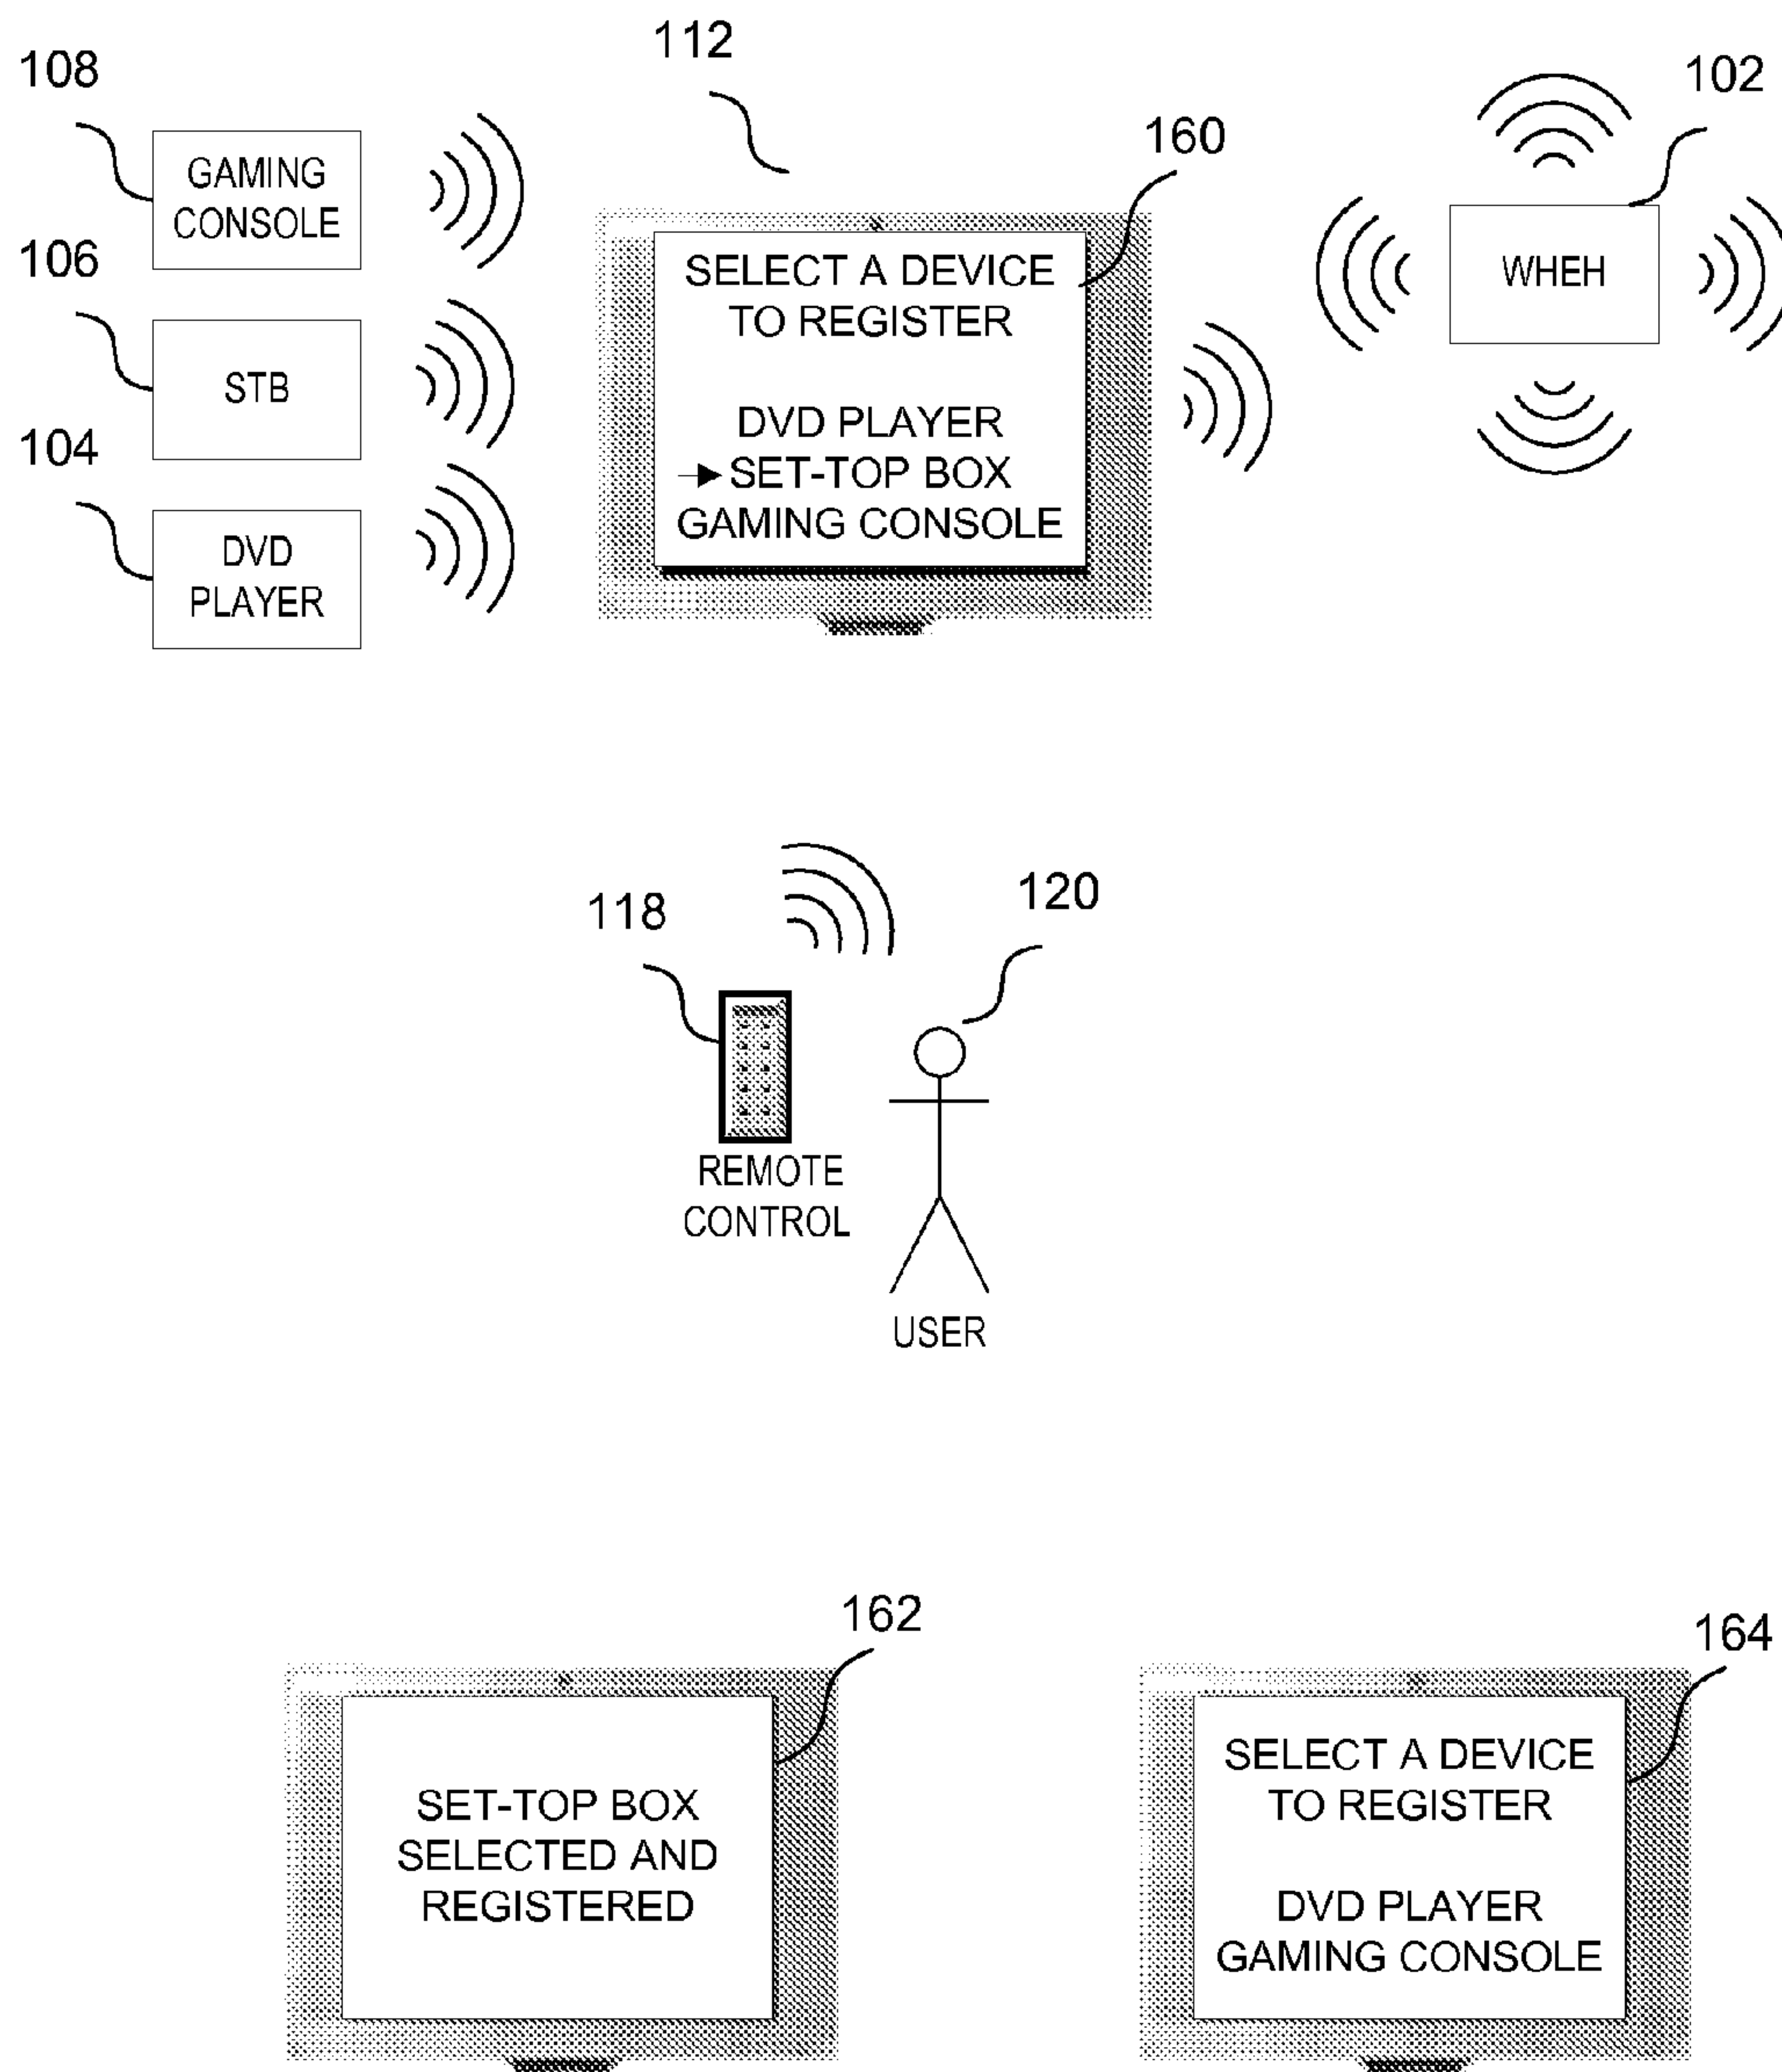 112
108
102
160
GAMING
CONSOLE
106
STB
104
DVD
PLAYER
SELECT A DEVICE
TO REGISTER
DVD PLAYER
SET-TOP BOX
GAMING CONSOLE
WHEH
118
120
REMOTE
CONTROL
USER
162
164
SET-TOP BOX
SELECTED AND
REGISTERED
SELECT A DEVICE
TO REGISTER
DVD PLAYER
GAMING CONSOLE